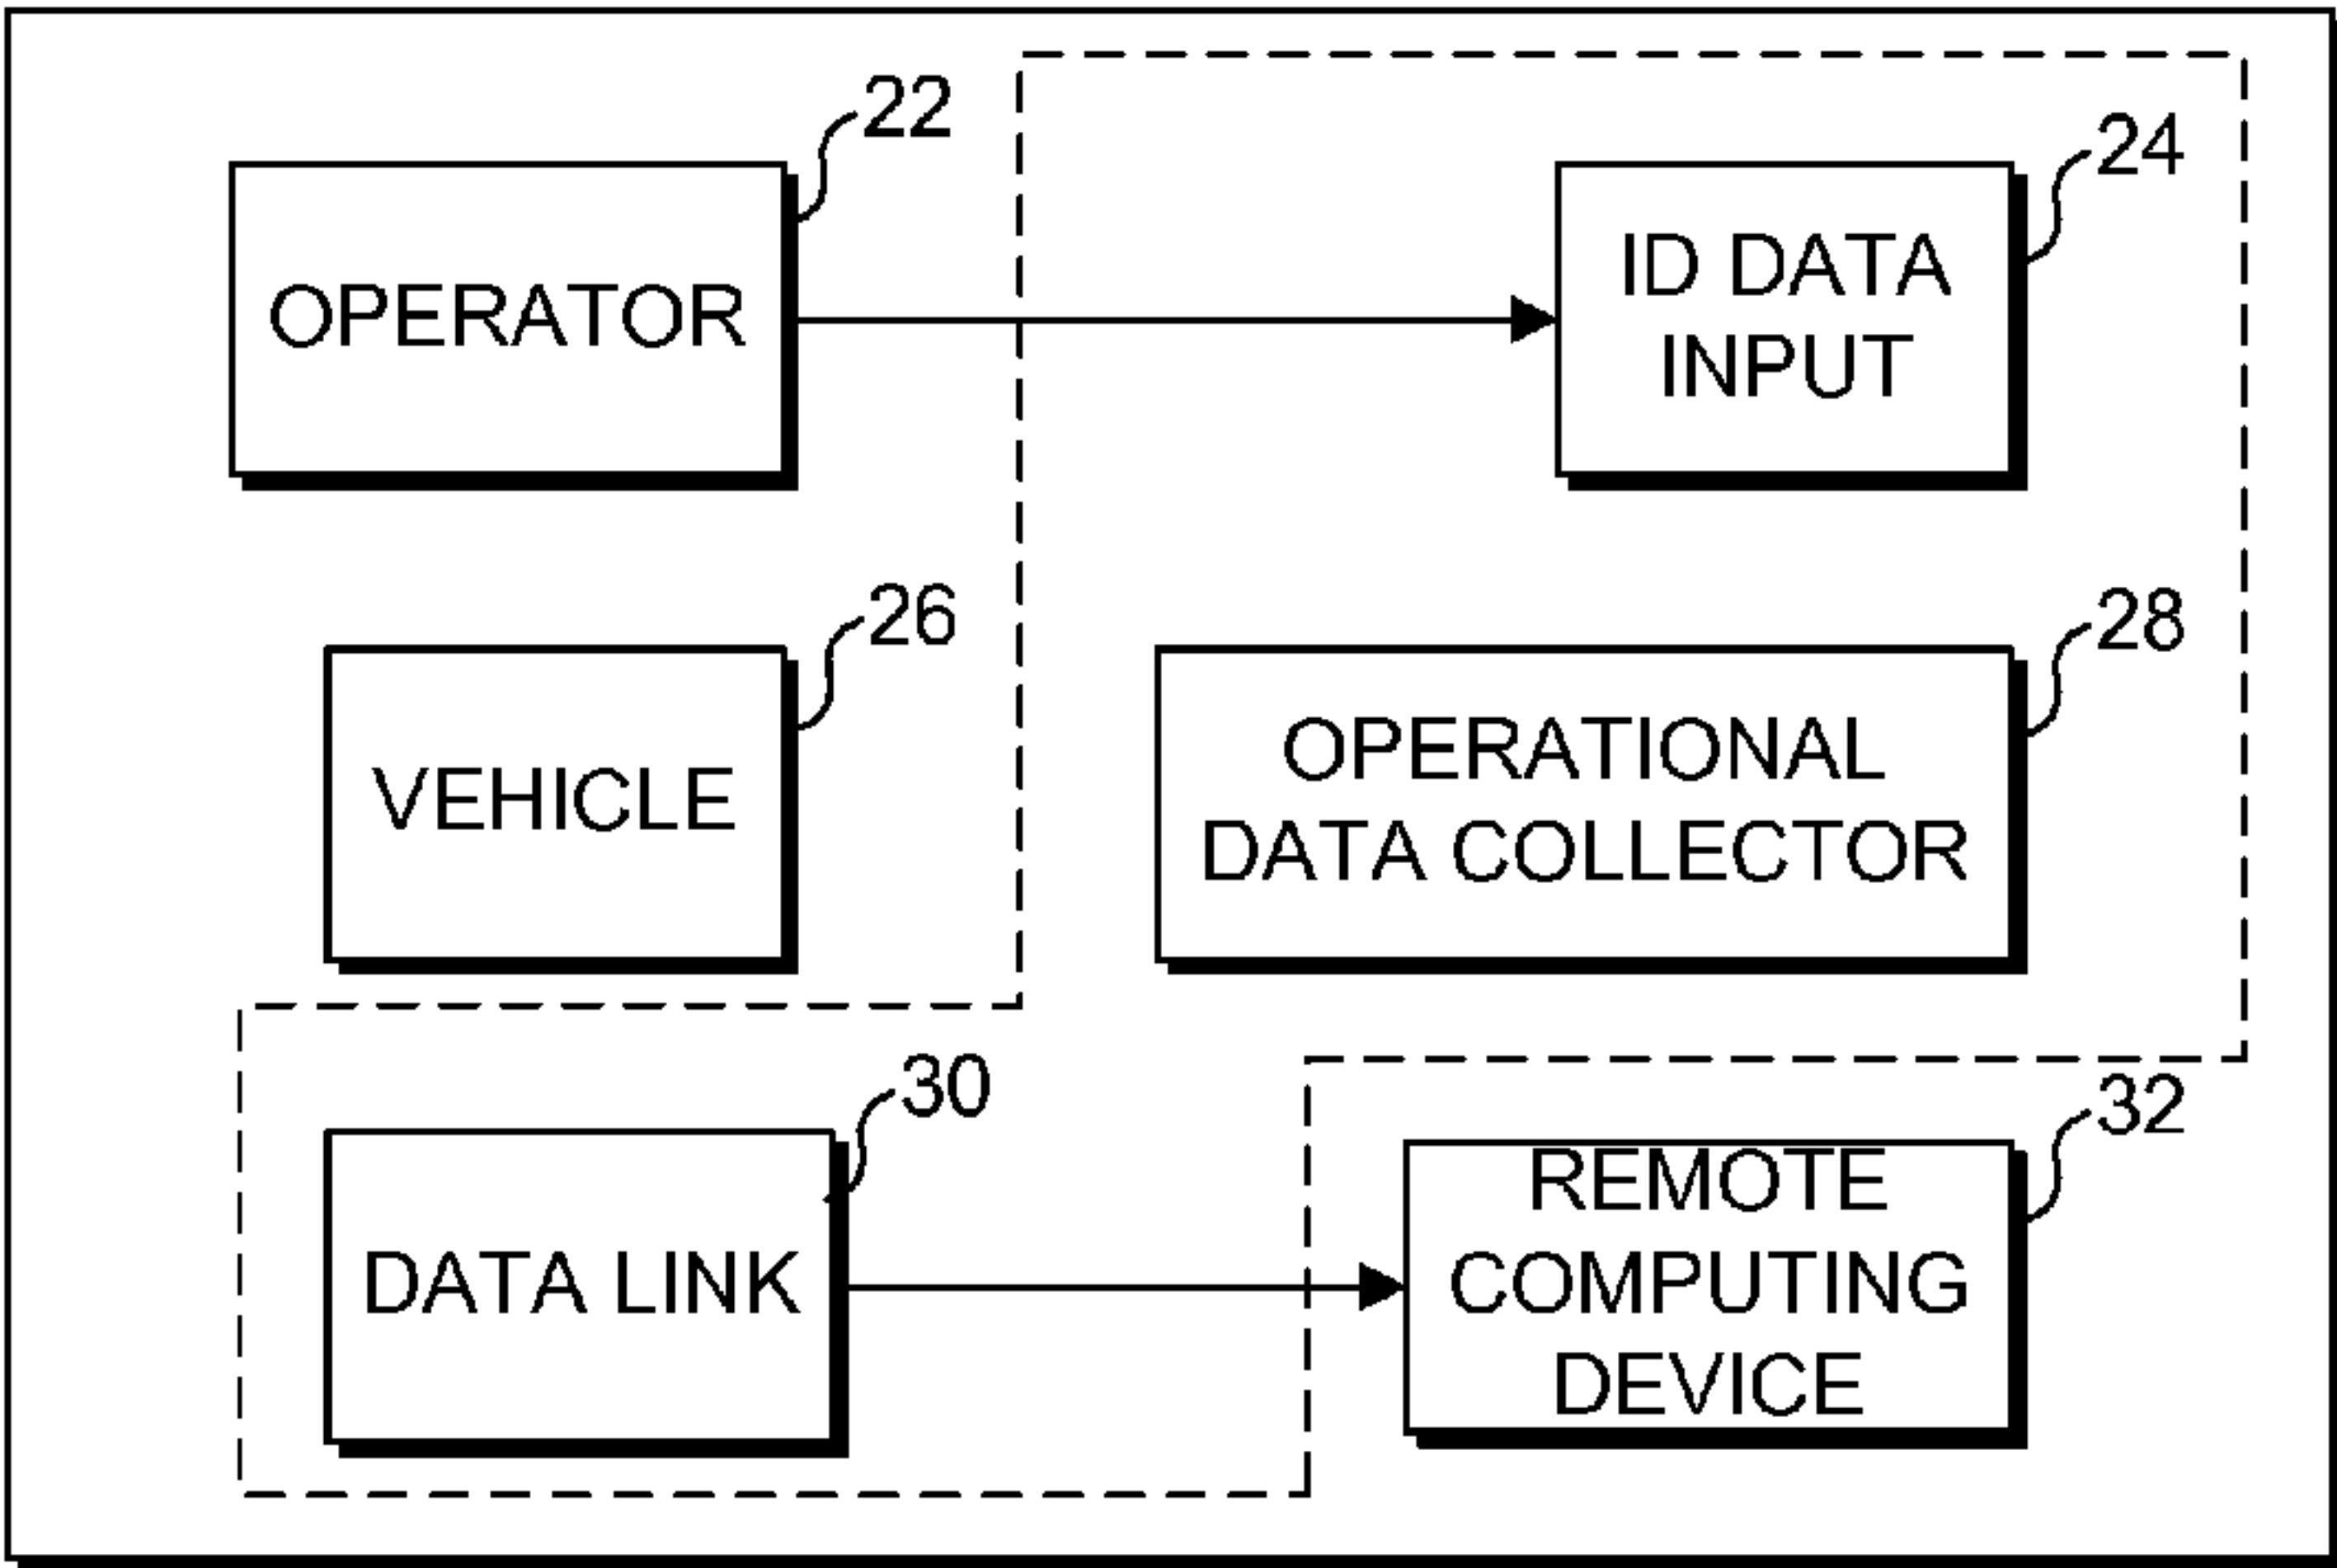 22
24
OPERATOR
ID DATA
INPUT
26
28
VEHICLE
OPERATIONAL
DATA COLLECTOR
30
32
DATA LINK
REMOTE
COMPUTING
DEVICE